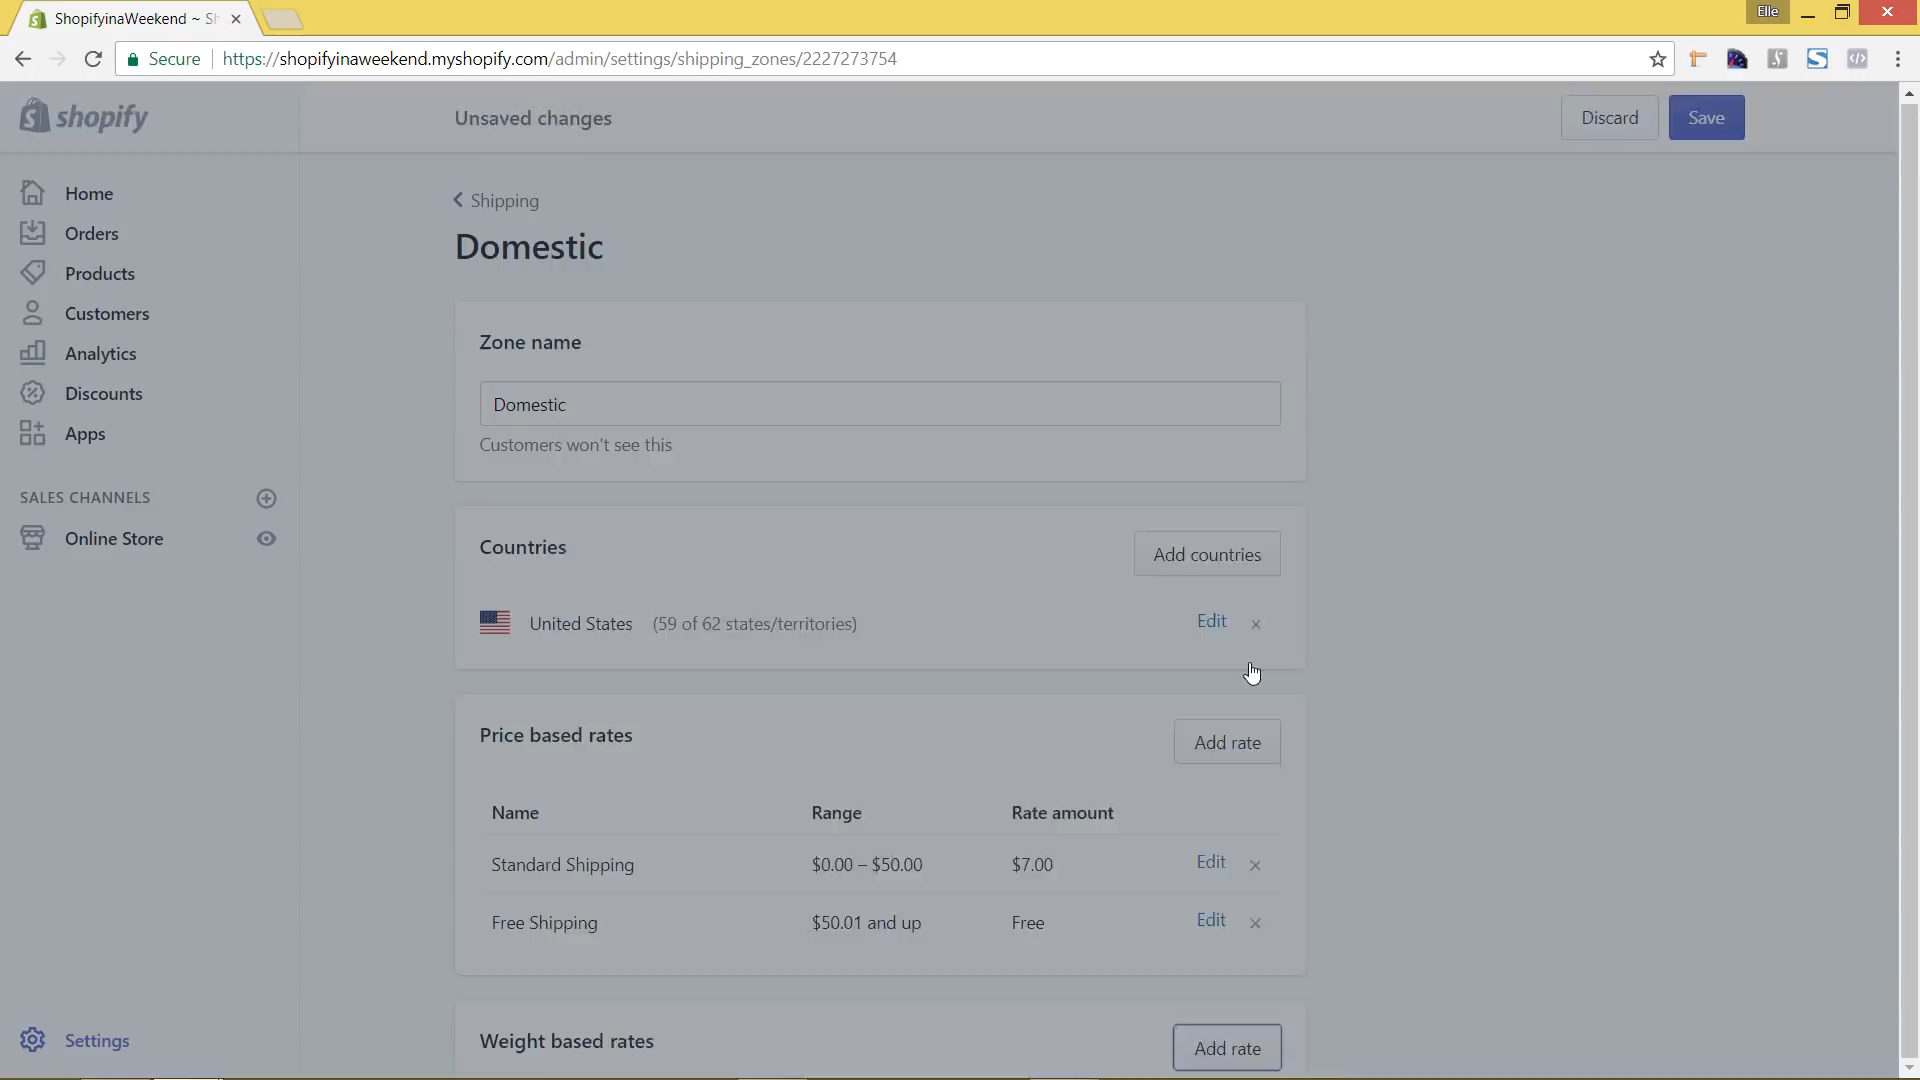 ShopifyinaWeekend ~ Sh
Elle
Secure
https://shopifyinaweekend.myshopify.com/admin/settings/shipping_zones/2227273754
shopify
Unsaved changes
Discard
Save
Home
Orders
Products
Customers
Analytics
Discounts
Apps
SALES CHANNELS
Online Store
Settings
Shipping
Domestic
Zone name
Domestic
Customers won't see this
Countries
Add countries
United States (59 of 62 states/territories)
Edit
Price based rates
Add rate
Name Range Rate amount
Standard Shipping $0.00 – $50.00 $7.00 Edit
Free Shipping $50.01 and up Free Edit
Weight based rates
Add rate